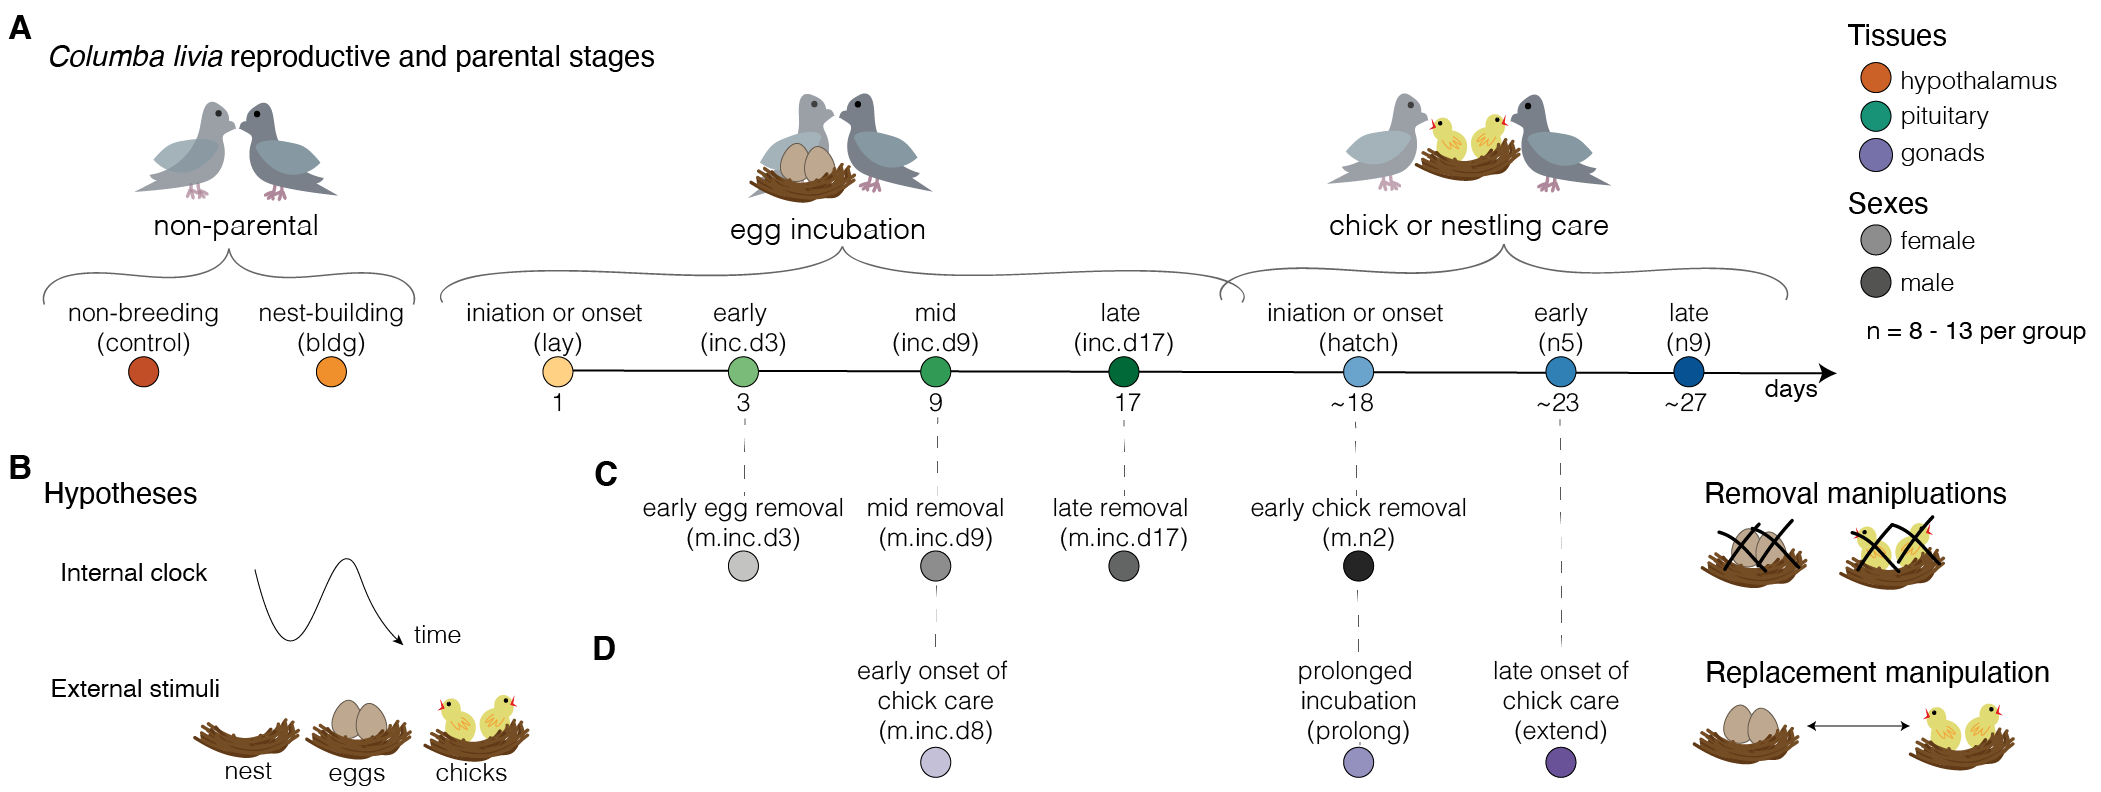 A
Columba livia reproductive and parental stages
non-parental
egg incubation
chick or nestling care
non-breeding
(control)
nest-building
(bldg)
iniation or onset
(lay)
early
(inc.d3)
mid
(inc.d9)
late
(inc.d17)
iniation or onset
(hatch)
early
(n5)
late
(n9)
1
3
9
17
~18
~23
~27
days
Tissues
hypothalamus
pituitary
gonads
Sexes
female
male
n = 8 - 13 per group
B
Hypotheses
Internal clock
time
External stimuli
nest
eggs
chicks
C
early egg removal
(m.inc.d3)
mid removal
(m.inc.d9)
late removal
(m.inc.d17)
early chick removal
(m.n2)
Removal manipluations
D
early onset of
chick care
(m.inc.d8)
prolonged
incubation
(prolong)
late onset of
chick care
(extend)
Replacement manipulation